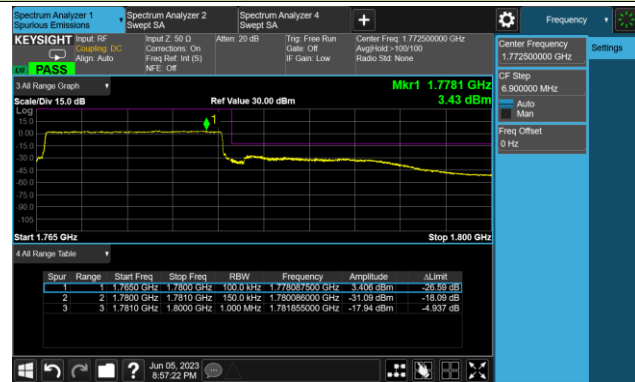 Spectrum Analyzer 1
Spurious Emissions
Spectrum Analyzer 2
Swept SA
Spectrum Analyzer 4
Swept SA
Frequency
KEYSIGHT
Input: RF
Coupling: DC
Align: Auto
Input Z: 50 Ω
Corrections: On
Freq Ref: Int (S)
NFE: Off
Atten: 20 dB
Trig: Free Run
Gate: Off
IF Gain: Low
Center Freq: 1.772500000 GHz
Avg|Hold:>100/100
Radio Std: None
PASS
Center Frequency
1.772500000 GHz
Settings
CF Step
6.900000 MHz
Auto
Man
Freq Offset
0 Hz
3 All Range Graph
Mkr1 1.7781 GHz
3.43 dBm
Scale/Div 15.0 dB
Ref Value 30.00 dBm
Log
1
15.0
0.00
-15.0
-30.0
-45.0
-60.0
-75.0
-90.0
-105
Start 1.765 GHz
Stop 1.800 GHz
4 All Range Table
Spur Range Start Freq Stop Freq RBW Frequency Amplitude ΔLimit
1 1 1.7650 GHz 1.7800 GHz 100.0 kHz 1.778087500 GHz 3.406 dBm -26.59 dB
2 2 1.7800 GHz 1.7810 GHz 150.0 kHz 1.780086000 GHz -31.09 dBm -18.09 dB
3 3 1.7810 GHz 1.8000 GHz 1.000 MHz 1.781855000 GHz -17.94 dBm -4.937 dB
Jun 05, 2023
8:57:22 PM